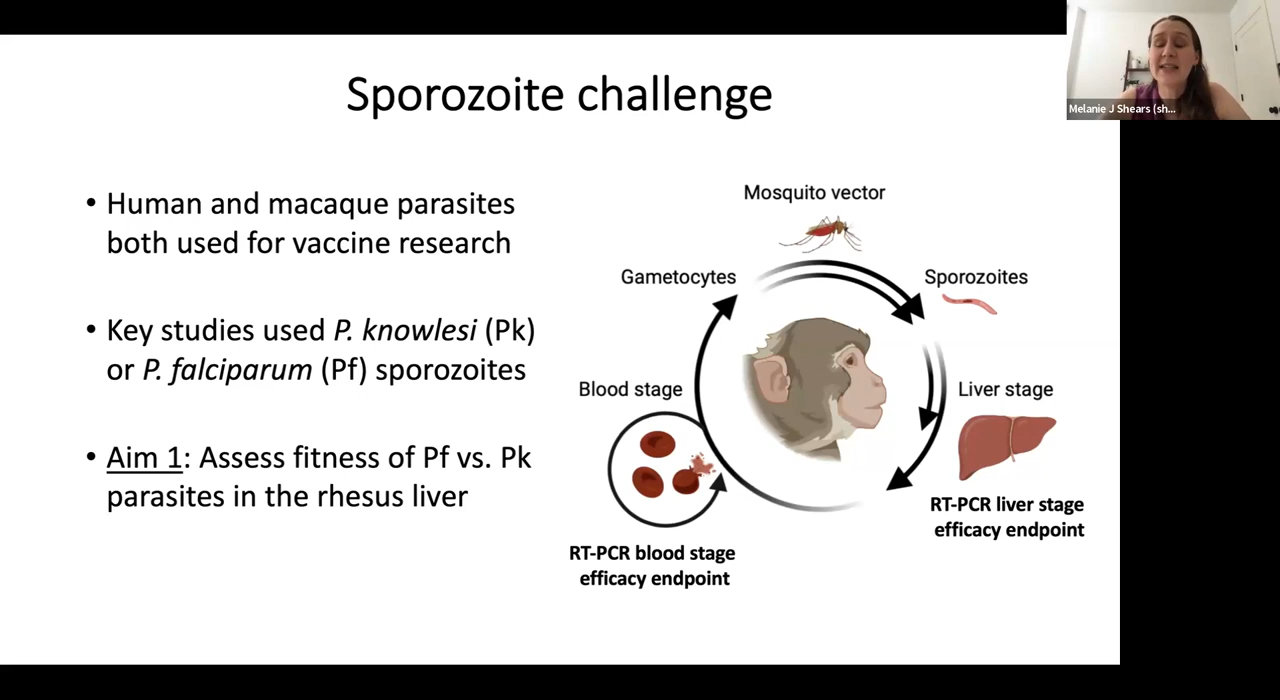 Sporozoite challenge
• Human and macaque parasites
both used for vaccine research
• Key studies used P. knowlesi (Pk)
or P. falciparum (Pf) sporozoites
• Aim 1: Assess fitness of Pf vs. Pk
parasites in the rhesus liver
Mosquito vector
Gametocytes
Sporozoites
Blood stage
Liver stage
RT-PCR liver stage
efficacy endpoint
RT-PCR blood stage
efficacy endpoint
Melanie J Shears (sh...